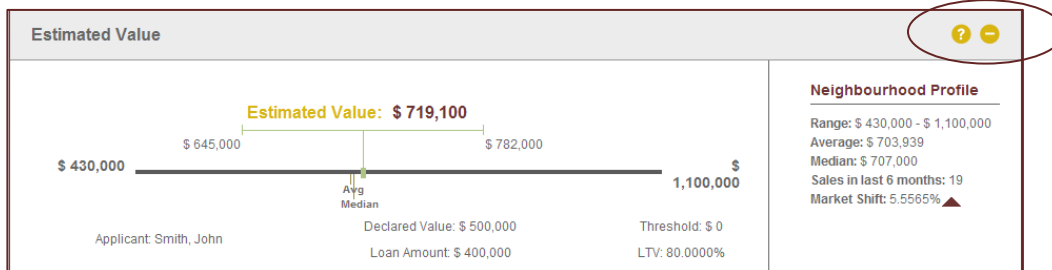 Estimated Value
? −
Estimated Value: $ 719,100
$ 645,000 $ 782,000
$ 430,000 $ 1,100,000
Avg
Median
Applicant: Smith, John
Declared Value: $ 500,000 Threshold: $ 0
Loan Amount: $ 400,000 LTV: 80.0000%
Neighbourhood Profile
Range: $ 430,000 - $ 1,100,000
Average: $ 703,939
Median: $ 707,000
Sales in last 6 months: 19
Market Shift: 5.5565%